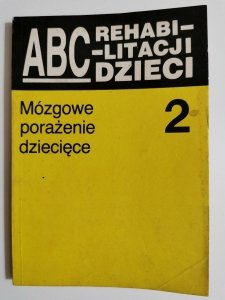 ABC REHABI-
-LITACJI
DZIECI
Mózgowe
porażenie
dziecięce
2